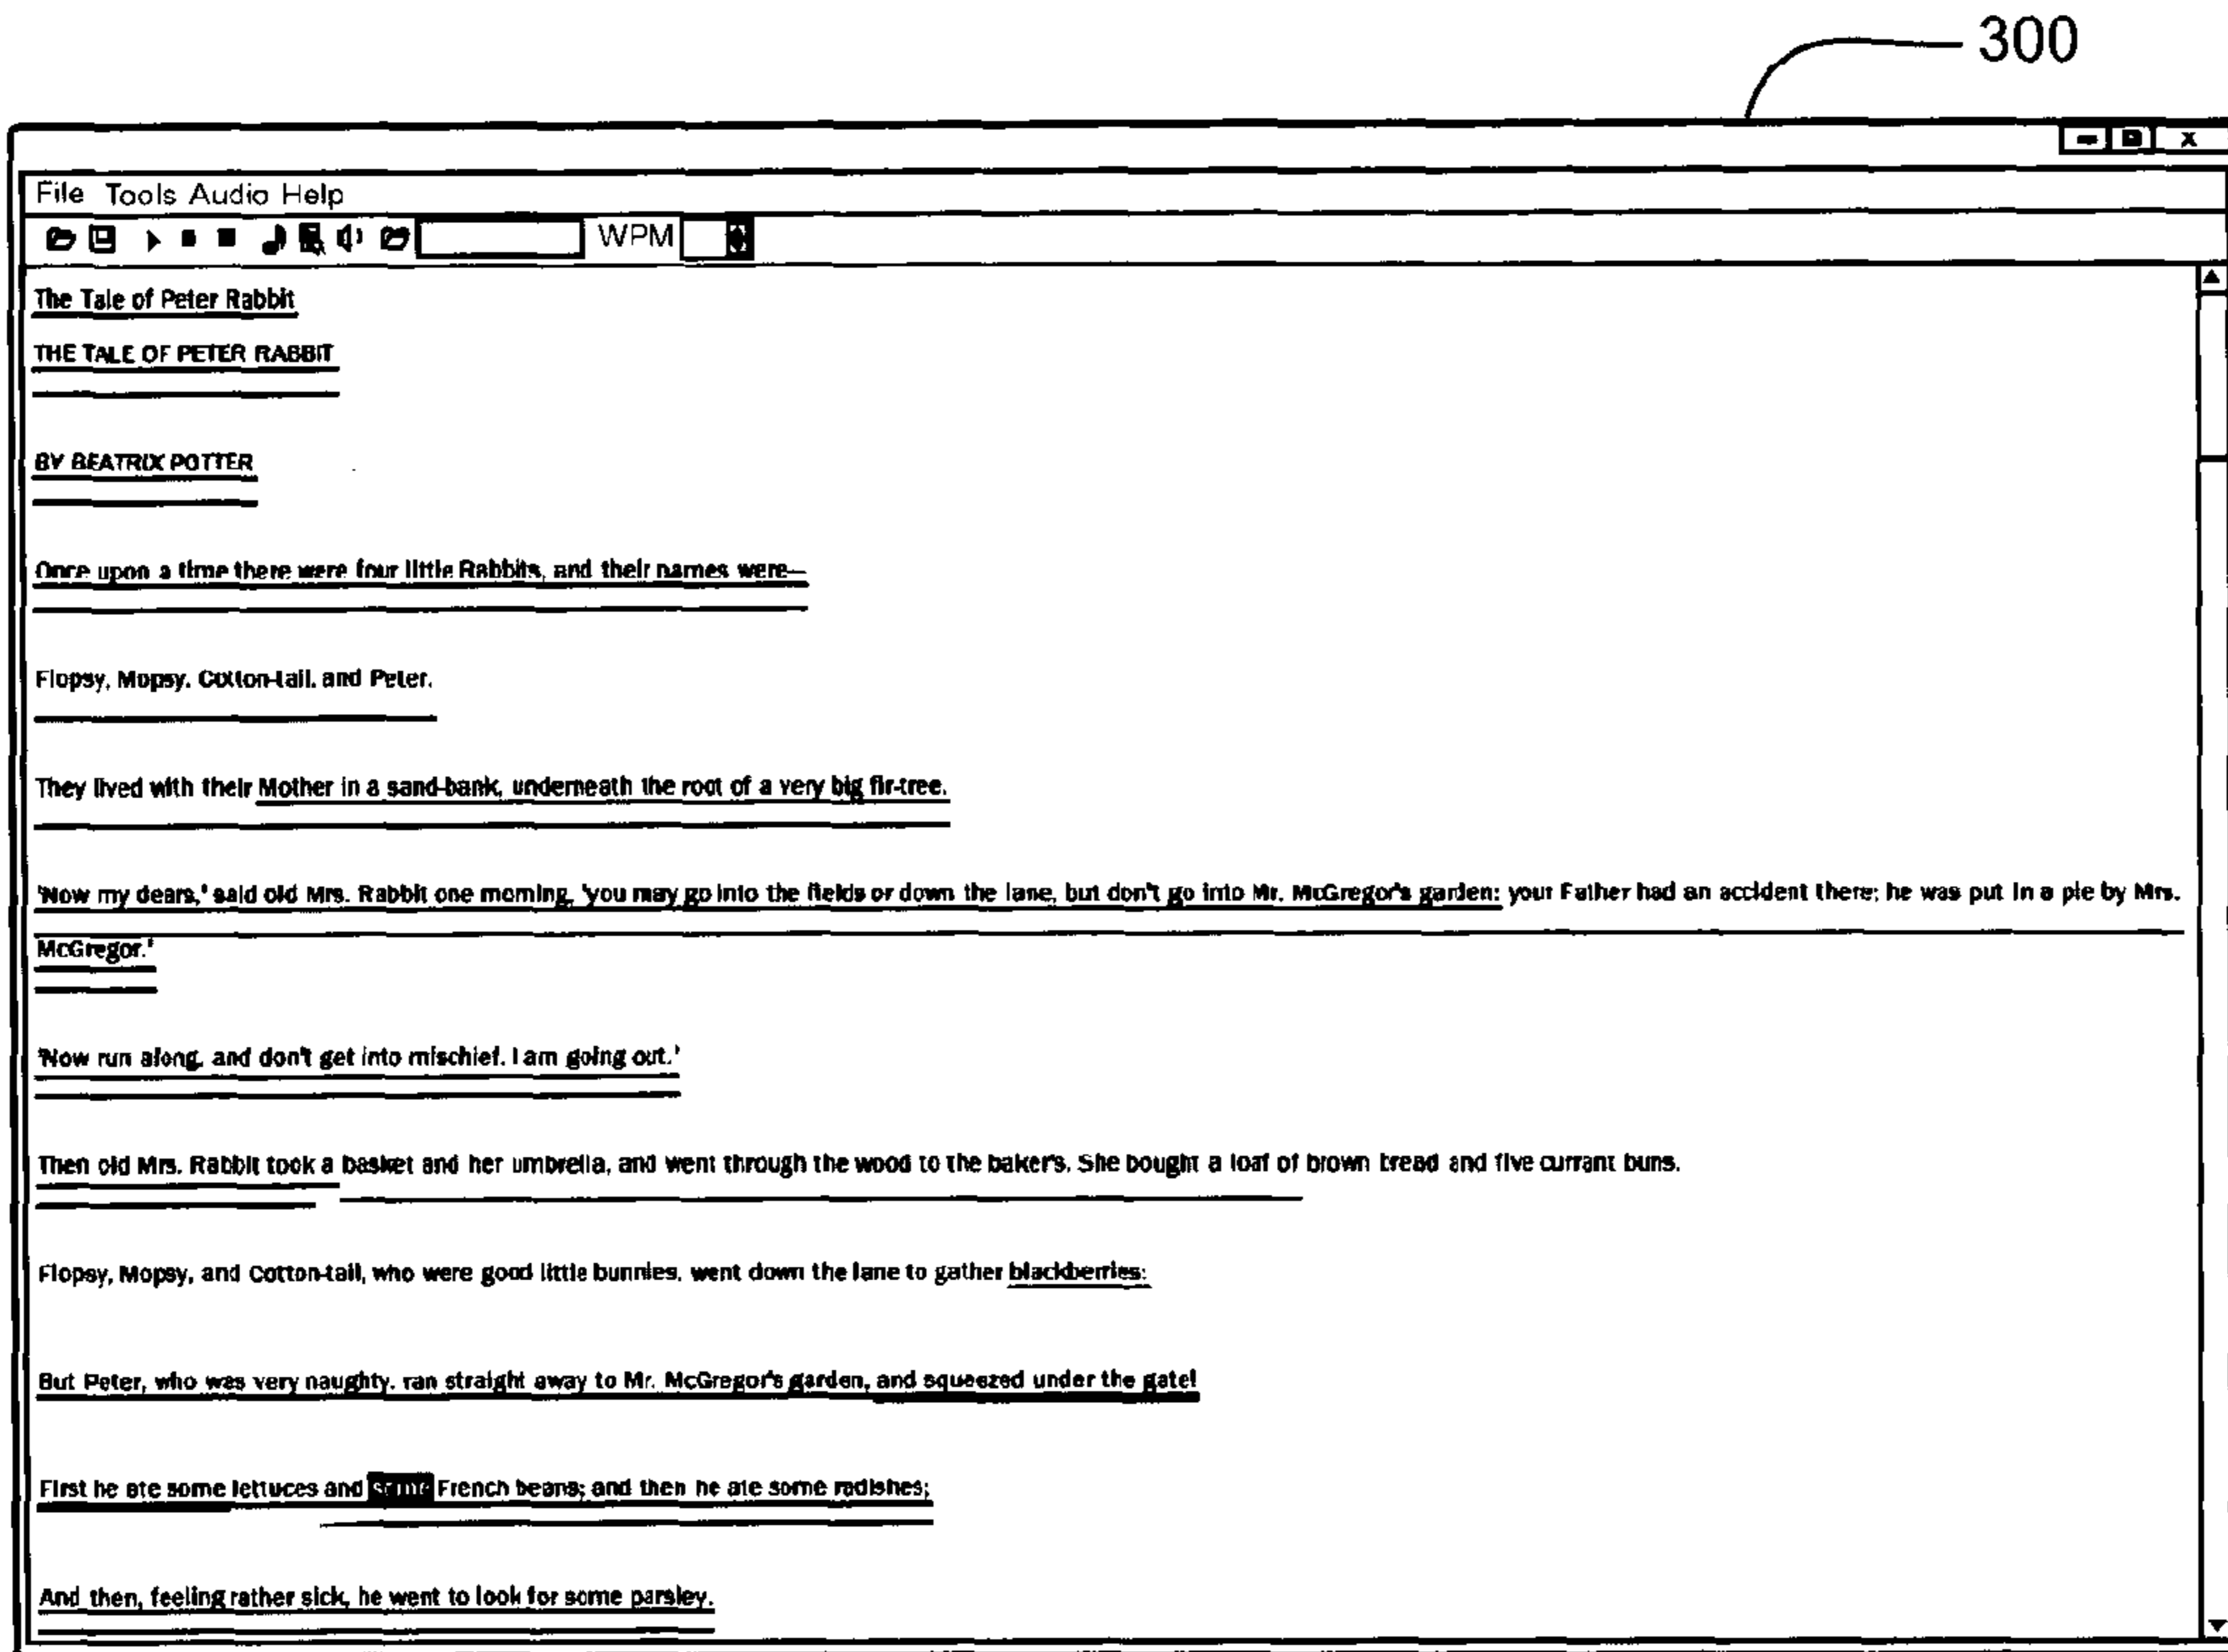 300
File Tools Audio Help
WPM
The Tale of Peter Rabbit
THE TALE OF PETER RABBIT
BY BEATRIX POTTER
Once upon a time there were four little Rabbits, and their names were—
Flopsy, Mopsy, Cotton-tail, and Peter.
They lived with their Mother in a sand-bank, underneath the root of a very big fir-tree.
'Now my dears,' said old Mrs. Rabbit one morning, 'you may go into the fields or down the lane, but don't go into Mr. McGregor's garden: your Father had an accident there; he was put in a pie by Mrs.
McGregor.'
'Now run along, and don't get into mischief. I am going out.'
Then old Mrs. Rabbit took a basket and her umbrella, and went through the wood to the baker's. She bought a loaf of brown bread and five currant buns.
Flopsy, Mopsy, and Cotton-tail, who were good little bunnies, went down the lane to gather blackberries:
But Peter, who was very naughty, ran straight away to Mr. McGregor's garden, and squeezed under the gate!
First he ate some lettuces and some French beans; and then he ate some radishes;
And then, feeling rather sick, he went to look for some parsley.